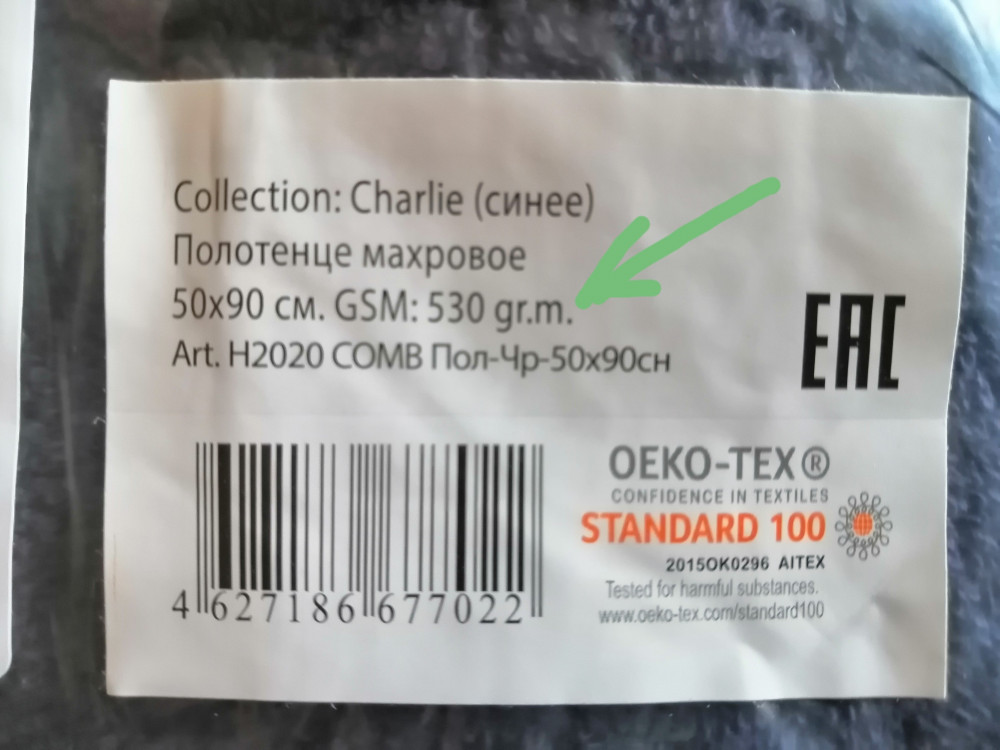 Collection: Charlie (синее)
Полотенце махровое
50x90 см. GSM: 530 gr.m.
Art. H2020 COMB Пол-Чр-50х90сн
EAC
OEKO-TEX®
CONFIDENCE IN TEXTILES
STANDARD 100
2015OK0296 AITEX
Tested for harmful substances.
www.oeko-tex.com/standard100
4 627186 677022